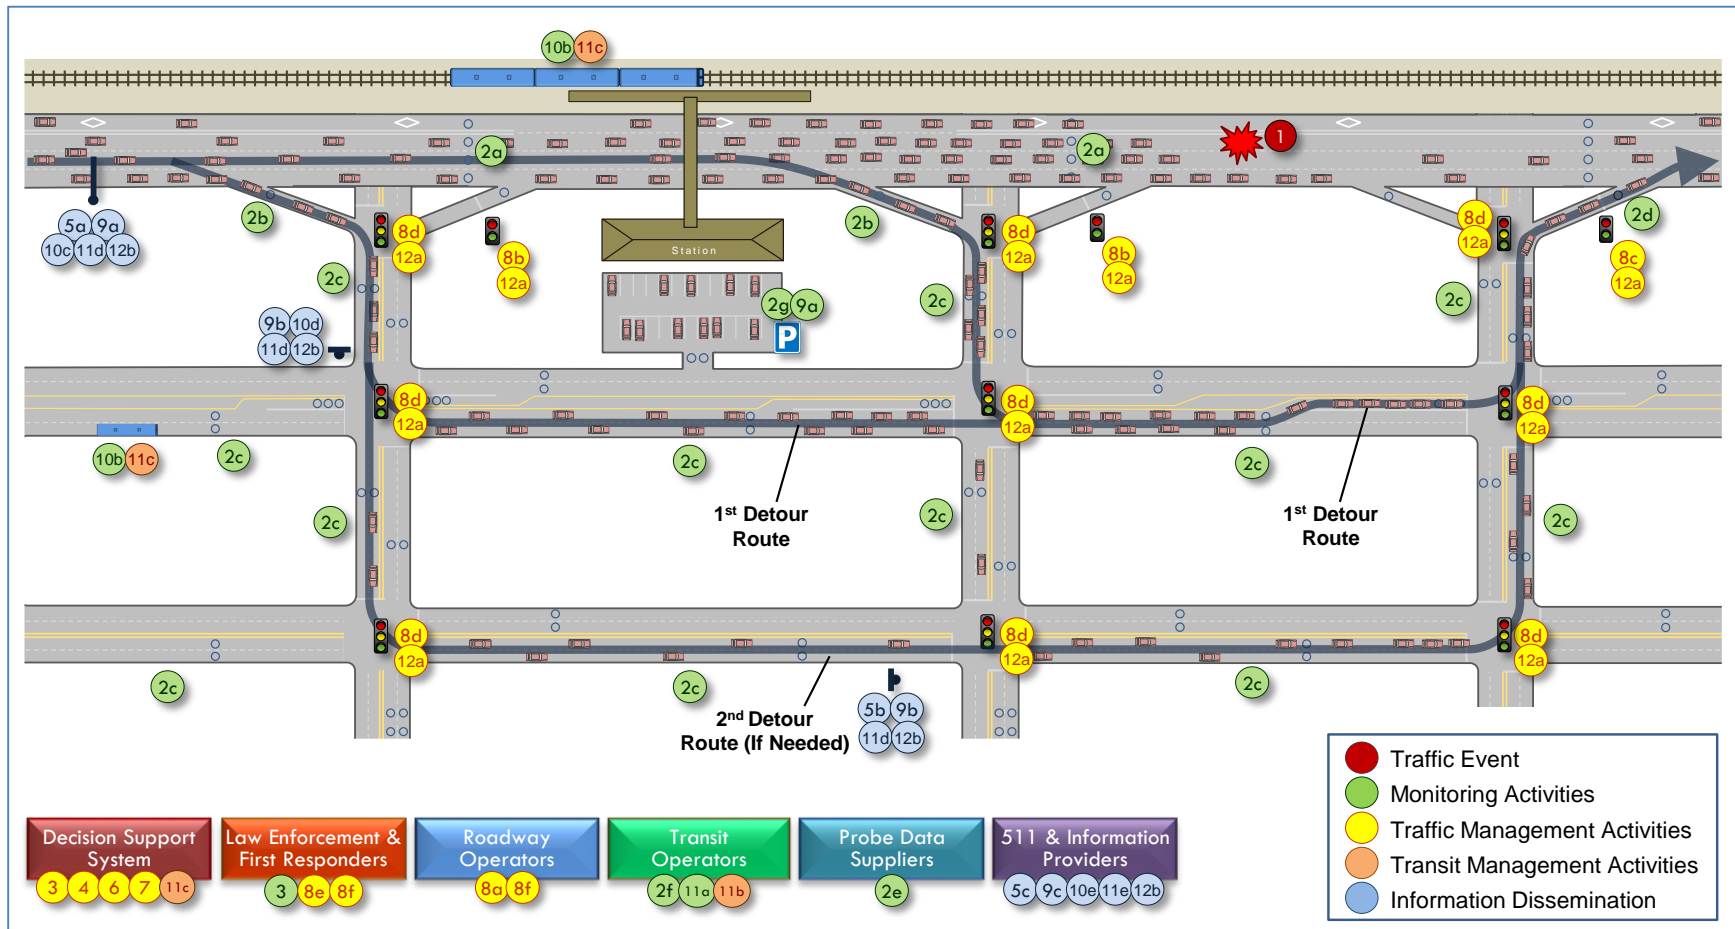 10b 11c
1
2a
2a
5a 9a
10c 11d 12b
2b
8d
12a
8b
12a
2b
8d
12a
8b
12a
8d
12a
2d
8c
12a
Station
2c
2c
2c
2g 9a
P
9b 10d
11d 12b
8d
12a
8d
12a
8d
12a
10b 11c
2c
2c
2c
2c
2c
2c
1st Detour
Route
1st Detour
Route
8d
12a
8d
12a
8d
12a
2c
2c
2c
2nd Detour
Route (If Needed)
5b 9b
11d 12b
Traffic Event
Monitoring Activities
Traffic Management Activities
Transit Management Activities
Information Dissemination
Decision Support
System
3 4 6 7 11c
Law Enforcement &
First Responders
3 8e 8f
Roadway
Operators
8a 8f
Transit
Operators
2f 11a 11b
Probe Data
Suppliers
2e
511 & Information
Providers
5c 9c 10e 11e 12b